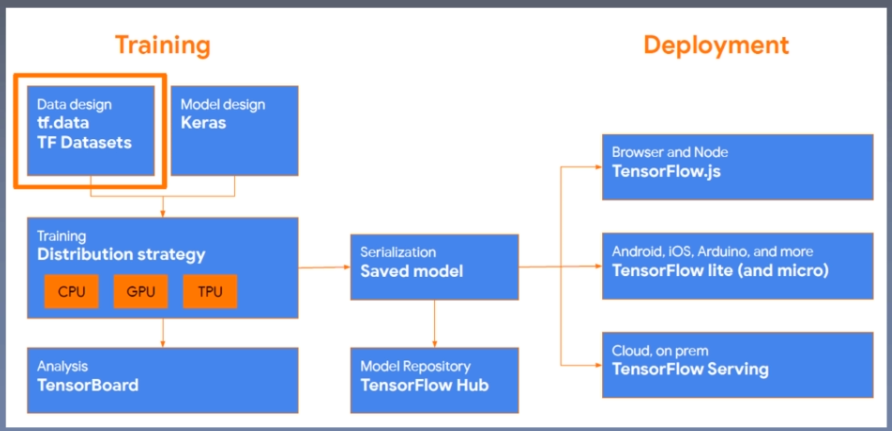 Training
Deployment
Data design
tf.data
TF Datasets
Model design
Keras
Browser and Node
TensorFlow.js
Training
Distribution strategy
CPU
GPU
TPU
Serialization
Saved model
Android, iOS, Arduino, and more
TensorFlow lite (and micro)
Analysis
TensorBoard
Model Repository
TensorFlow Hub
Cloud, on prem
TensorFlow Serving